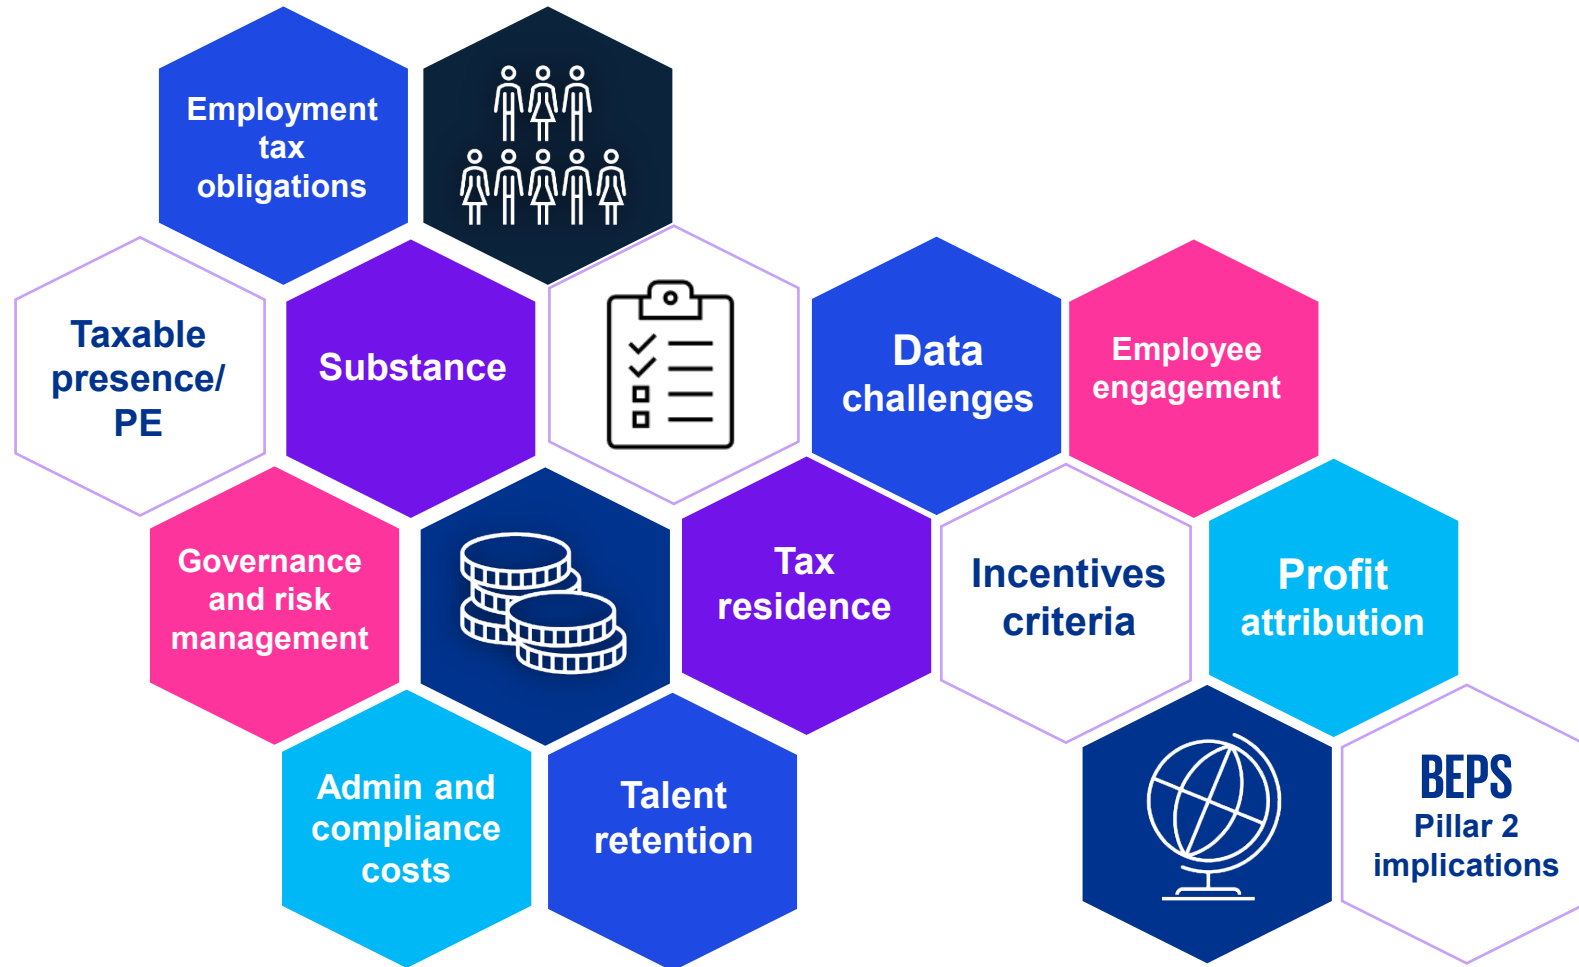 Employment
tax
obligations
Taxable
presence/
PE
Substance
Data
challenges
Employee
engagement
Governance
and risk
management
Tax
residence
Incentives
criteria
Profit
attribution
Admin and
compliance
costs
Talent
retention
BEPS
Pillar 2
implications